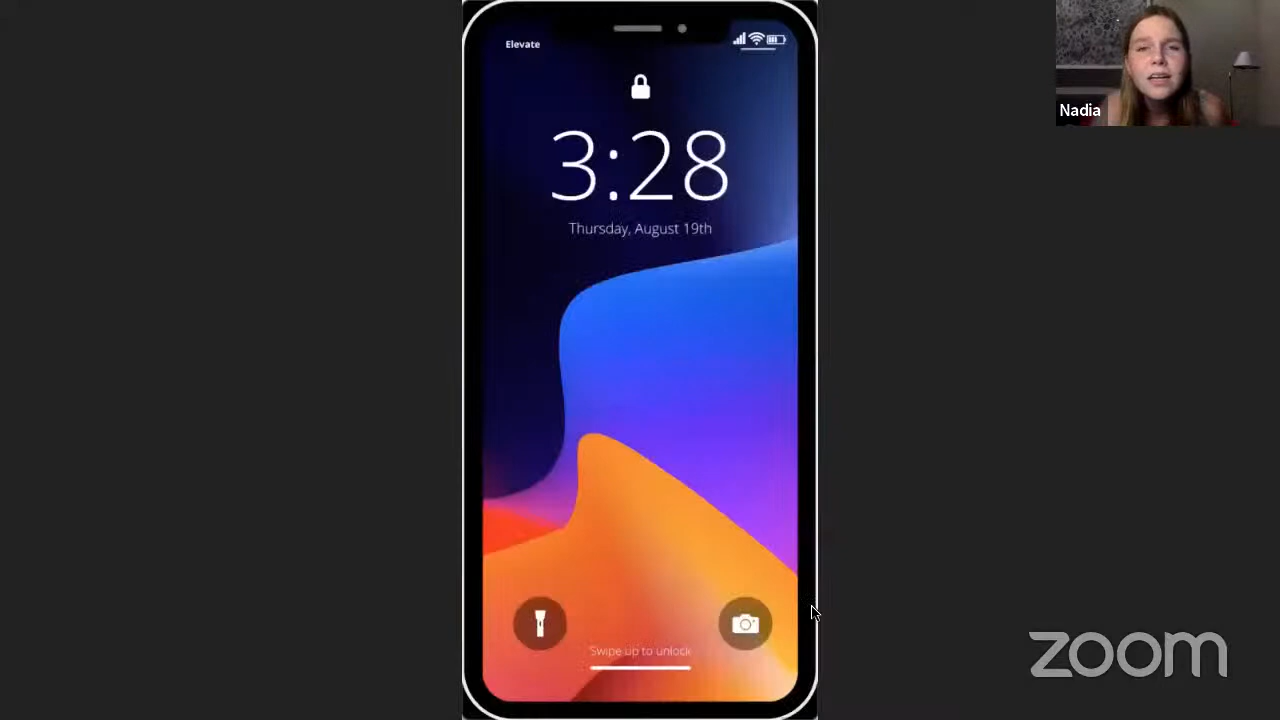 Elevate
3:28
Thursday, August 19th
Swipe up to unlock
Nadia
zoom